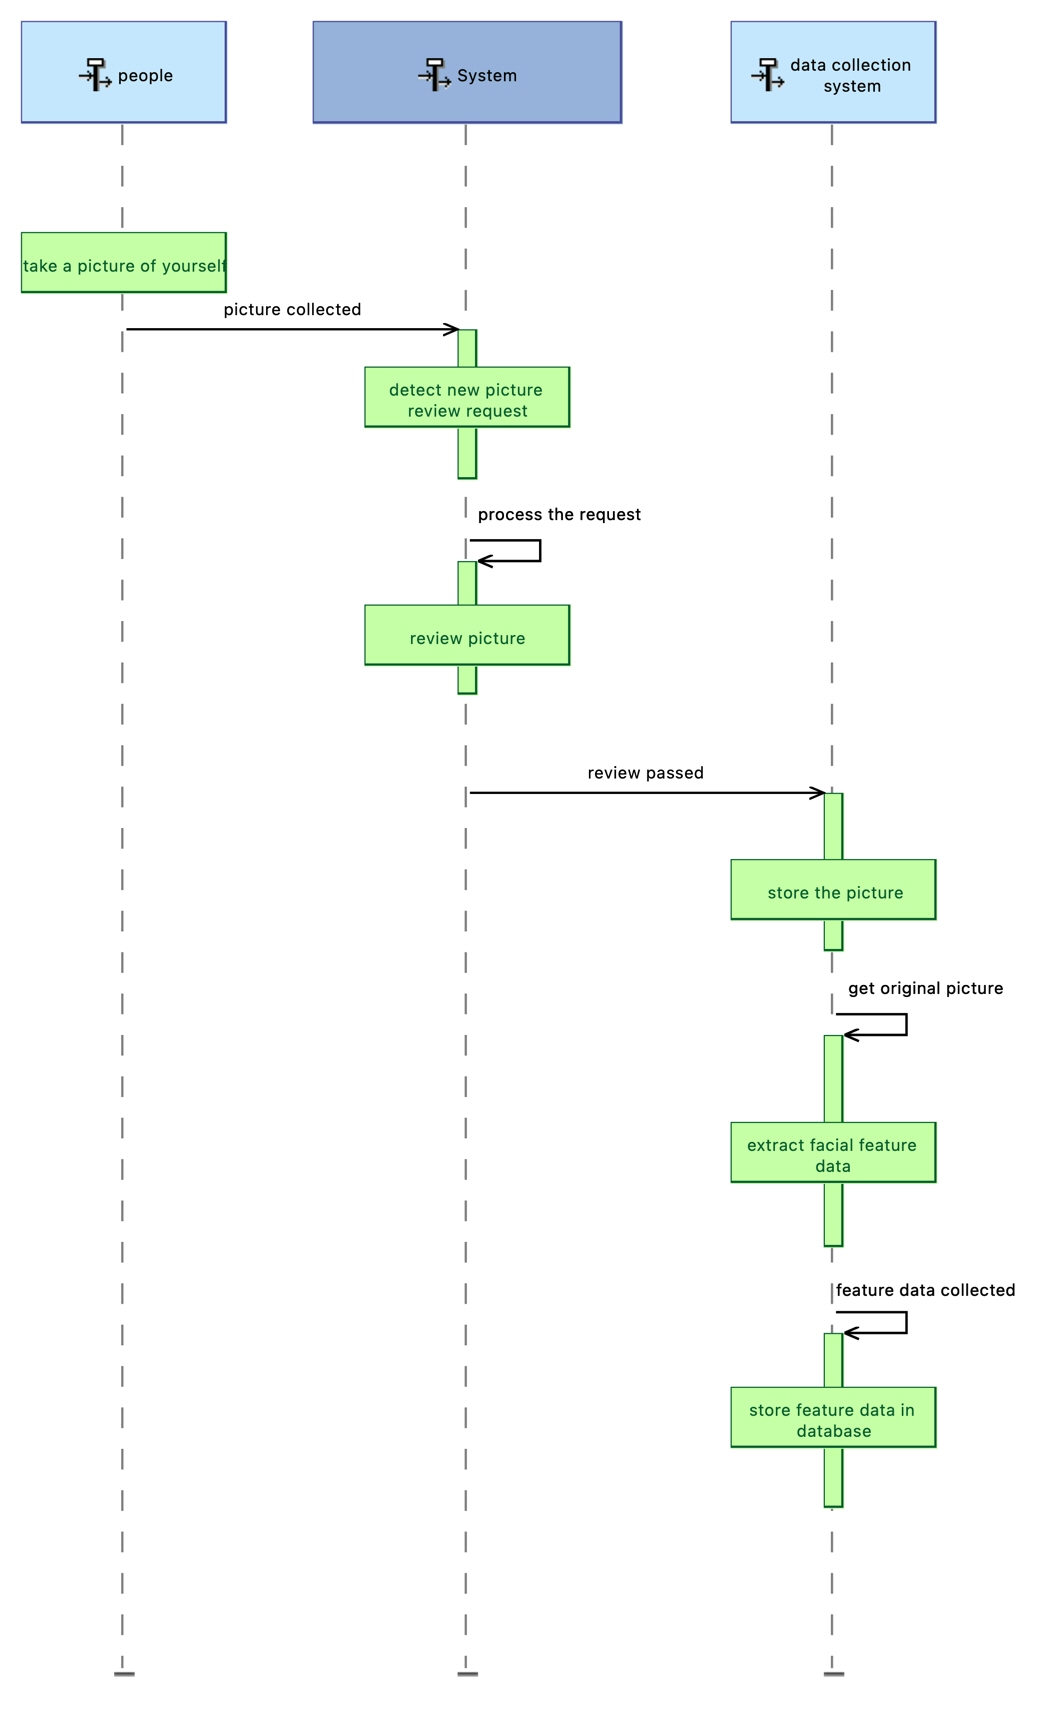 people
System
data collection
system
take a picture of yourself
picture collected
detect new picture
review request
process the request
review picture
review passed
store the picture
get original picture
extract facial feature
data
feature data collected
store feature data in
database